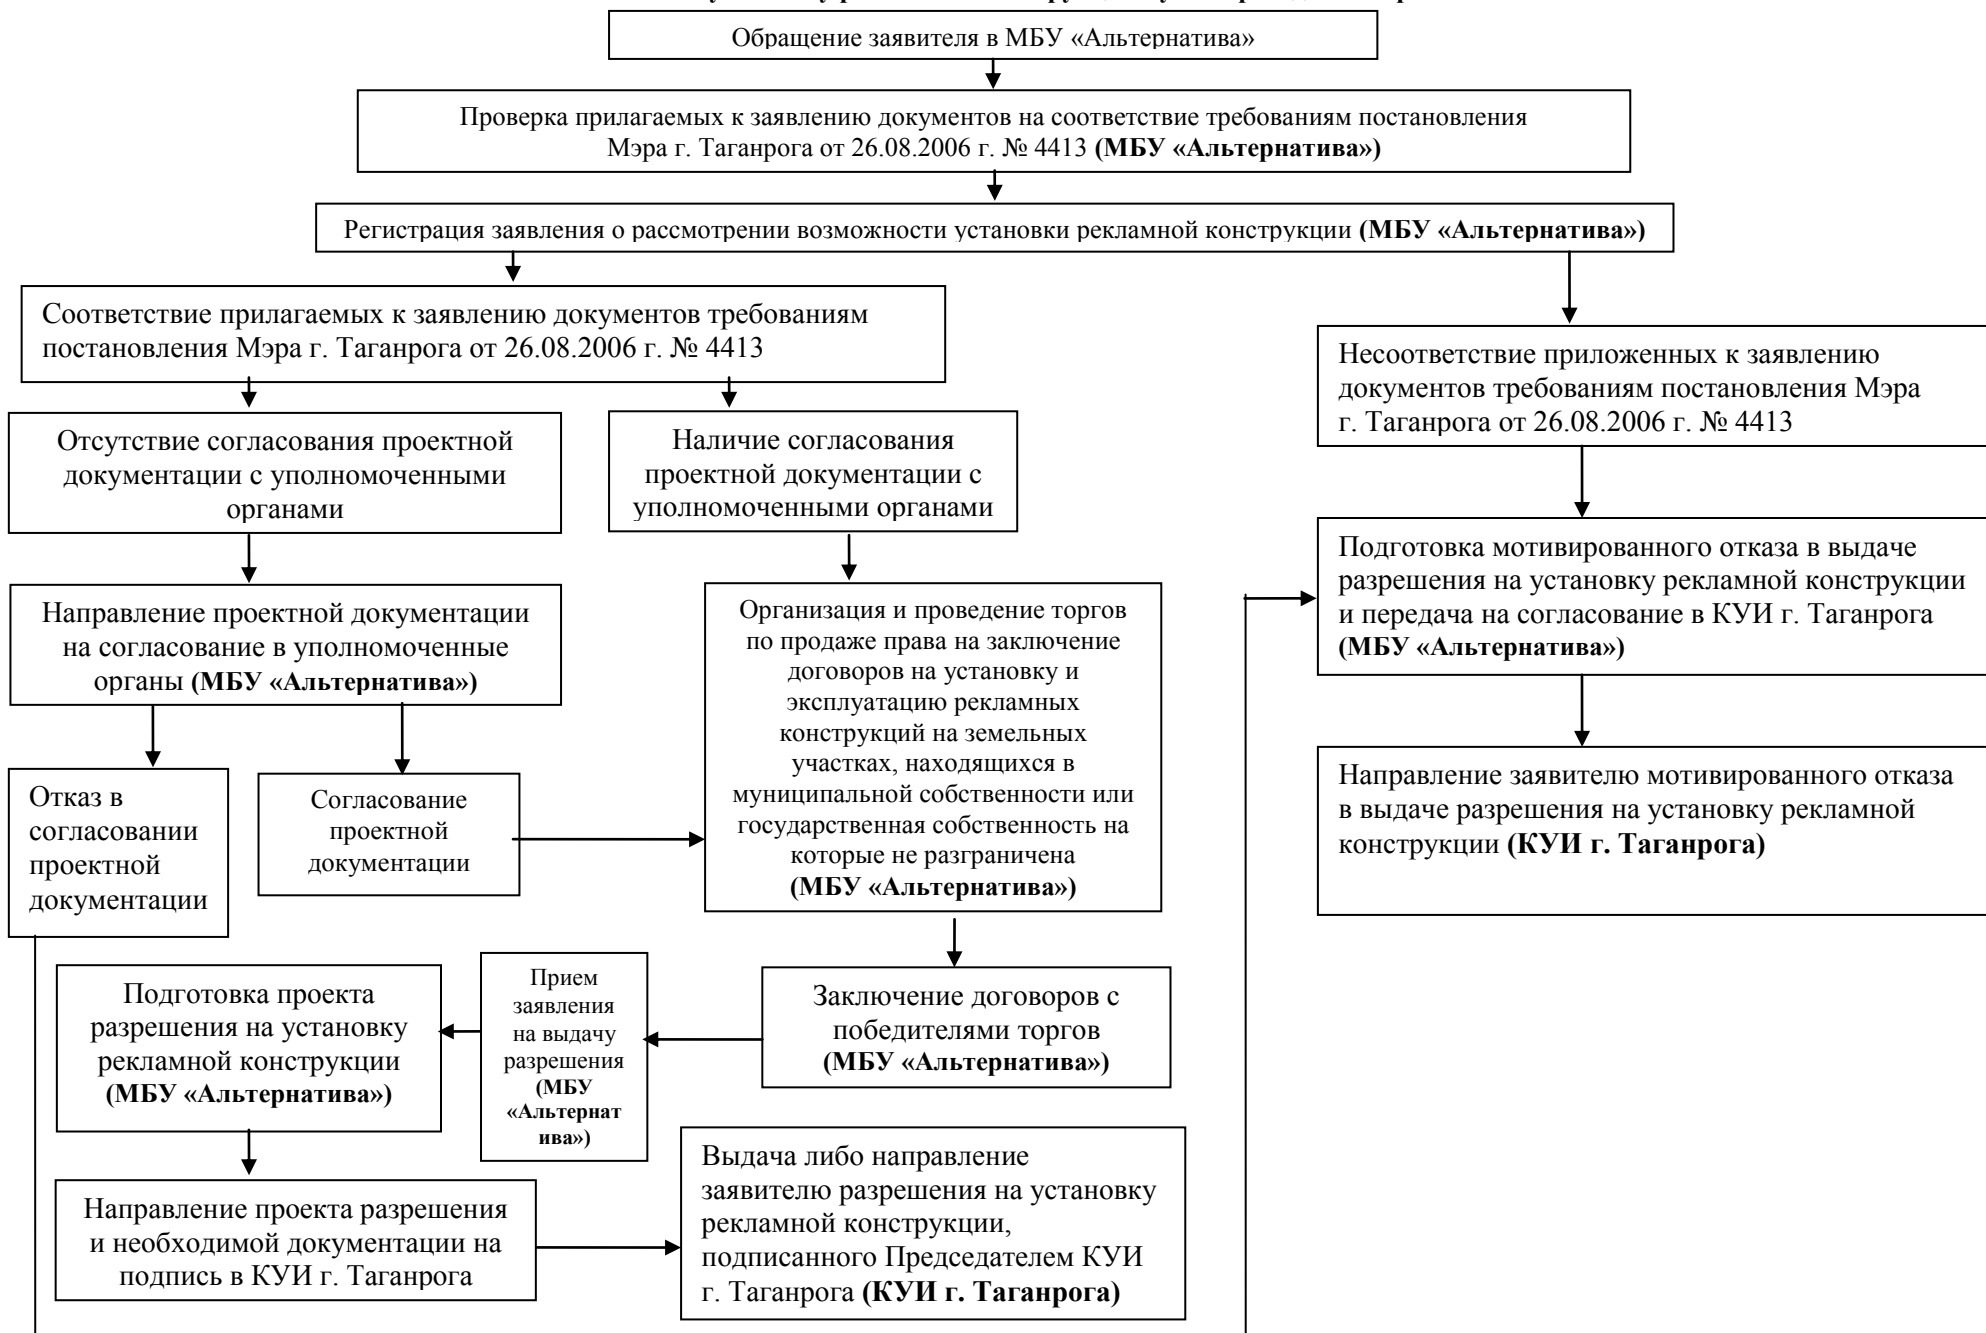 Обращение заявителя в МБУ «Альтернатива»
Проверка прилагаемых к заявлению документов на соответствие требованиям постановления
Мэра г. Таганрога от 26.08.2006 г. № 4413 (МБУ «Альтернатива»)
Регистрация заявления о рассмотрении возможности установки рекламной конструкции (МБУ «Альтернатива»)
Соответствие прилагаемых к заявлению документов требованиям
постановления Мэра г. Таганрога от 26.08.2006 г. № 4413
Несоответствие приложенных к заявлению
документов требованиям постановления Мэра
г. Таганрога от 26.08.2006 г. № 4413
Отсутствие согласования проектной
документации с уполномоченными
органами
Наличие согласования
проектной документации с
уполномоченными органами
Подготовка мотивированного отказа в выдаче
разрешения на установку рекламной конструкции
и передача на согласование в КУИ г. Таганрога
(МБУ «Альтернатива»)
Направление проектной документации
на согласование в уполномоченные
органы (МБУ «Альтернатива»)
Организация и проведение торгов
по продаже права на заключение
договоров на установку и
эксплуатацию рекламных
конструкций на земельных
участках, находящихся в
муниципальной собственности или
государственная собственность на
которые не разграничена
(МБУ «Альтернатива»)
Направление заявителю мотивированного отказа
в выдаче разрешения на установку рекламной
конструкции (КУИ г. Таганрога)
Отказ в
согласовании
проектной
документации
Согласование
проектной
документации
Подготовка проекта
разрешения на установку
рекламной конструкции
(МБУ «Альтернатива»)
Прием
заявления
на выдачу
разрешения
(МБУ
«Альтернат
ива»)
Заключение договоров с
победителями торгов
(МБУ «Альтернатива»)
Направление проекта разрешения
и необходимой документации на
подпись в КУИ г. Таганрога
Выдача либо направление
заявителю разрешения на установку
рекламной конструкции,
подписанного Председателем КУИ
г. Таганрога (КУИ г. Таганрога)